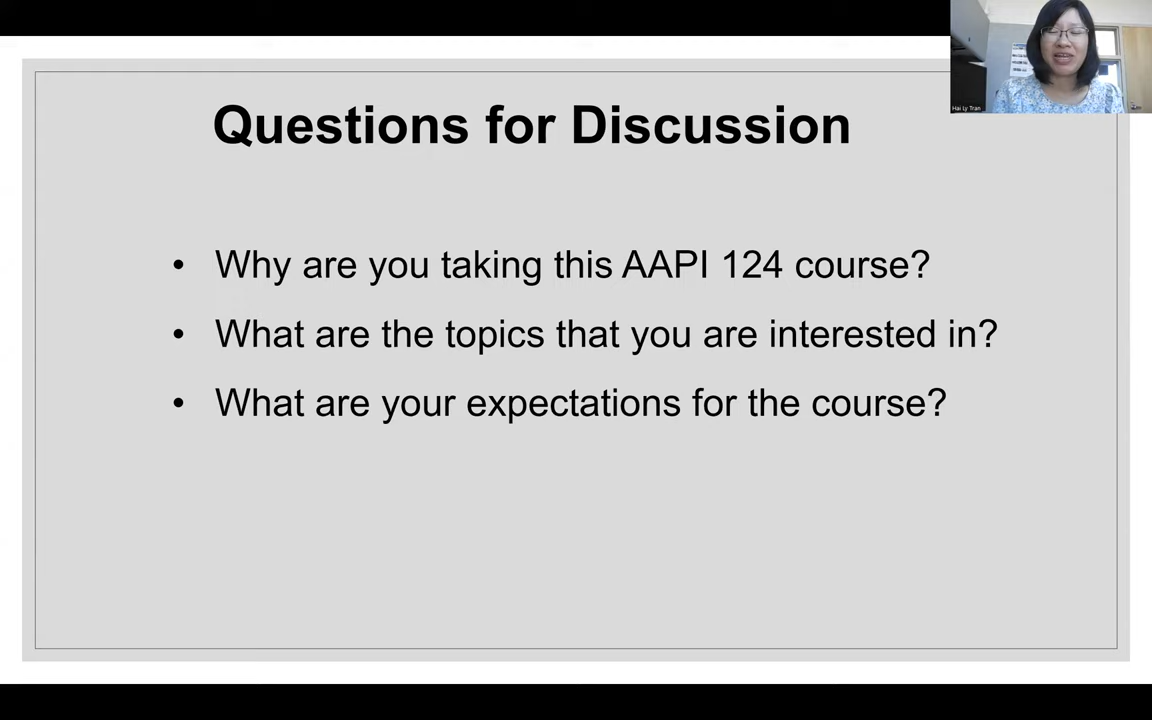 Questions for Discussion
• Why are you taking this AAPI 124 course?
• What are the topics that you are interested in?
• What are your expectations for the course?
Hai Ly Tran